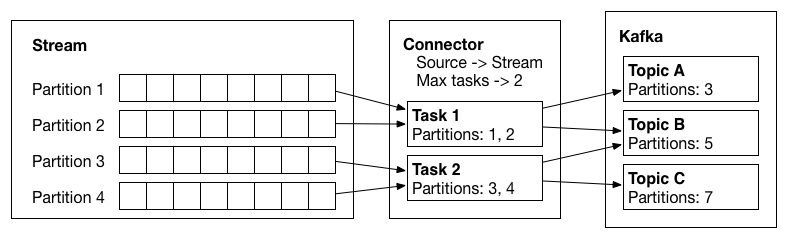 Stream
Partition 1
Partition 2
Partition 3
Partition 4
Connector
Source -> Stream
Max tasks -> 2
Task 1
Partitions: 1, 2
Task 2
Partitions: 3, 4
Kafka
Topic A
Partitions: 3
Topic B
Partitions: 5
Topic C
Partitions: 7